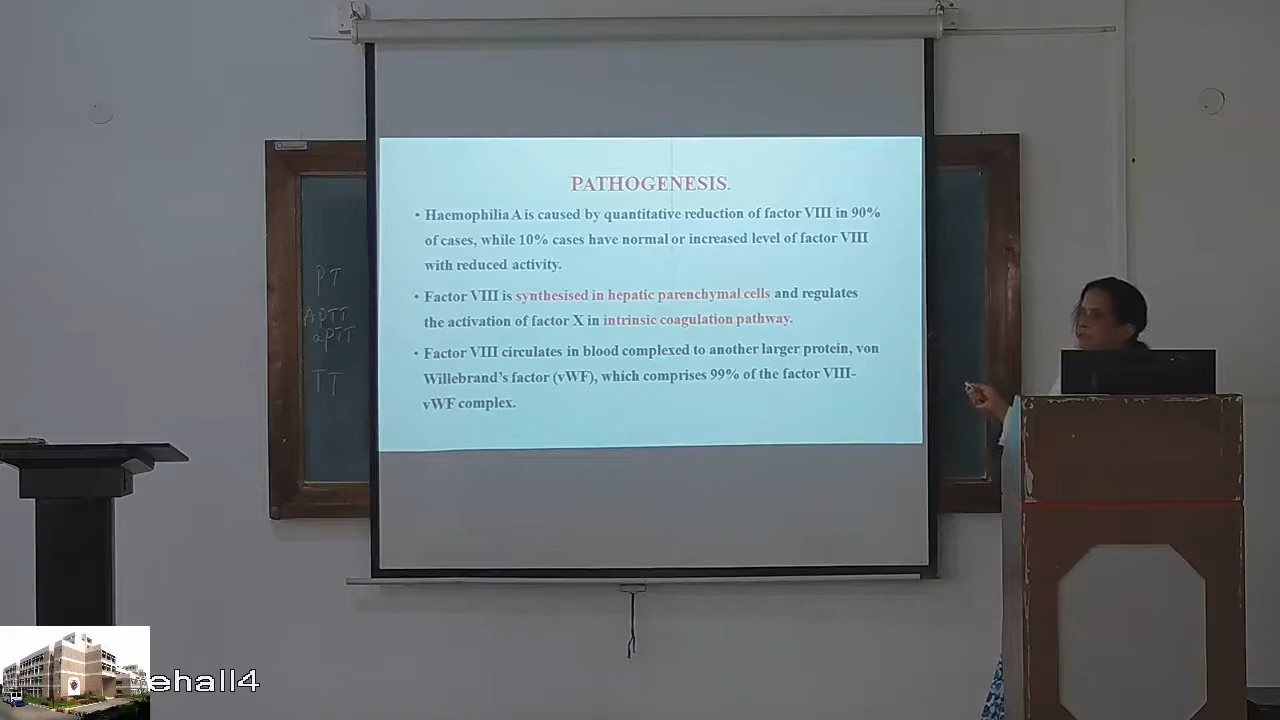 PATHOGENESIS.
• Haemophilia A is caused by quantitative reduction of factor VIII in 90%
of cases, while 10% cases have normal or increased level of factor VIII
with reduced activity.
• Factor VIII is synthesised in hepatic parenchymal cells and regulates
the activation of factor X in intrinsic coagulation pathway.
• Factor VIII circulates in blood complexed to another larger protein, von
Willebrand's factor (vWF), which comprises 99% of the factor VIII-
vWF complex.
PT
APTT
aPTT
TT
ehall4